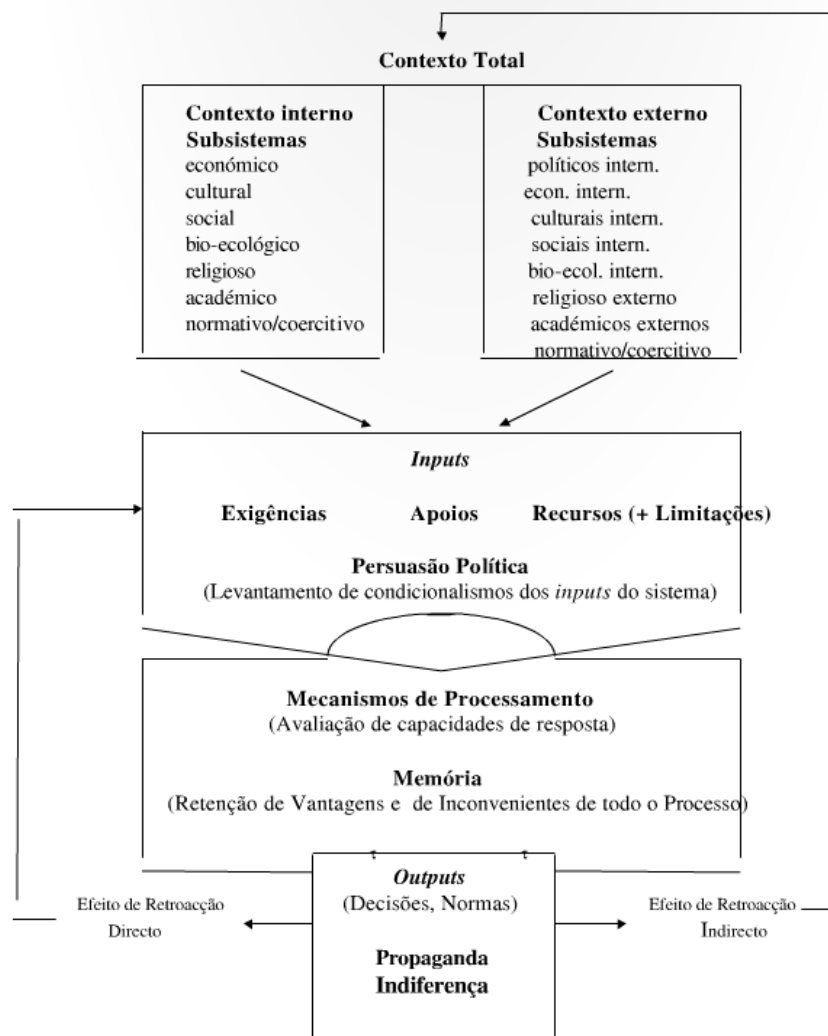 Contexto Total
Contexto interno
Subsistemas
económico
cultural
social
bio-ecológico
religioso
académico
normativo/coercitivo
Contexto externo
Subsistemas
políticos intern.
econ. intern.
culturais intern.
sociais intern.
bio-ecol. intern.
religioso externo
académicos externos
normativo/coercitivo
Inputs
Exigências Apoios Recursos (+ Limitações)
Persuasão Política
(Levantamento de condicionalismos dos inputs do sistema)
Mecanismos de Processamento
(Avaliação de capacidades de resposta)
Memória
(Retenção de Vantagens e de Inconvenientes de todo o Processo)
Outputs
(Decisões, Normas)
Propaganda
Indiferença
Efeito de Retroacção
Directo
Efeito de Retroacção
Indirecto